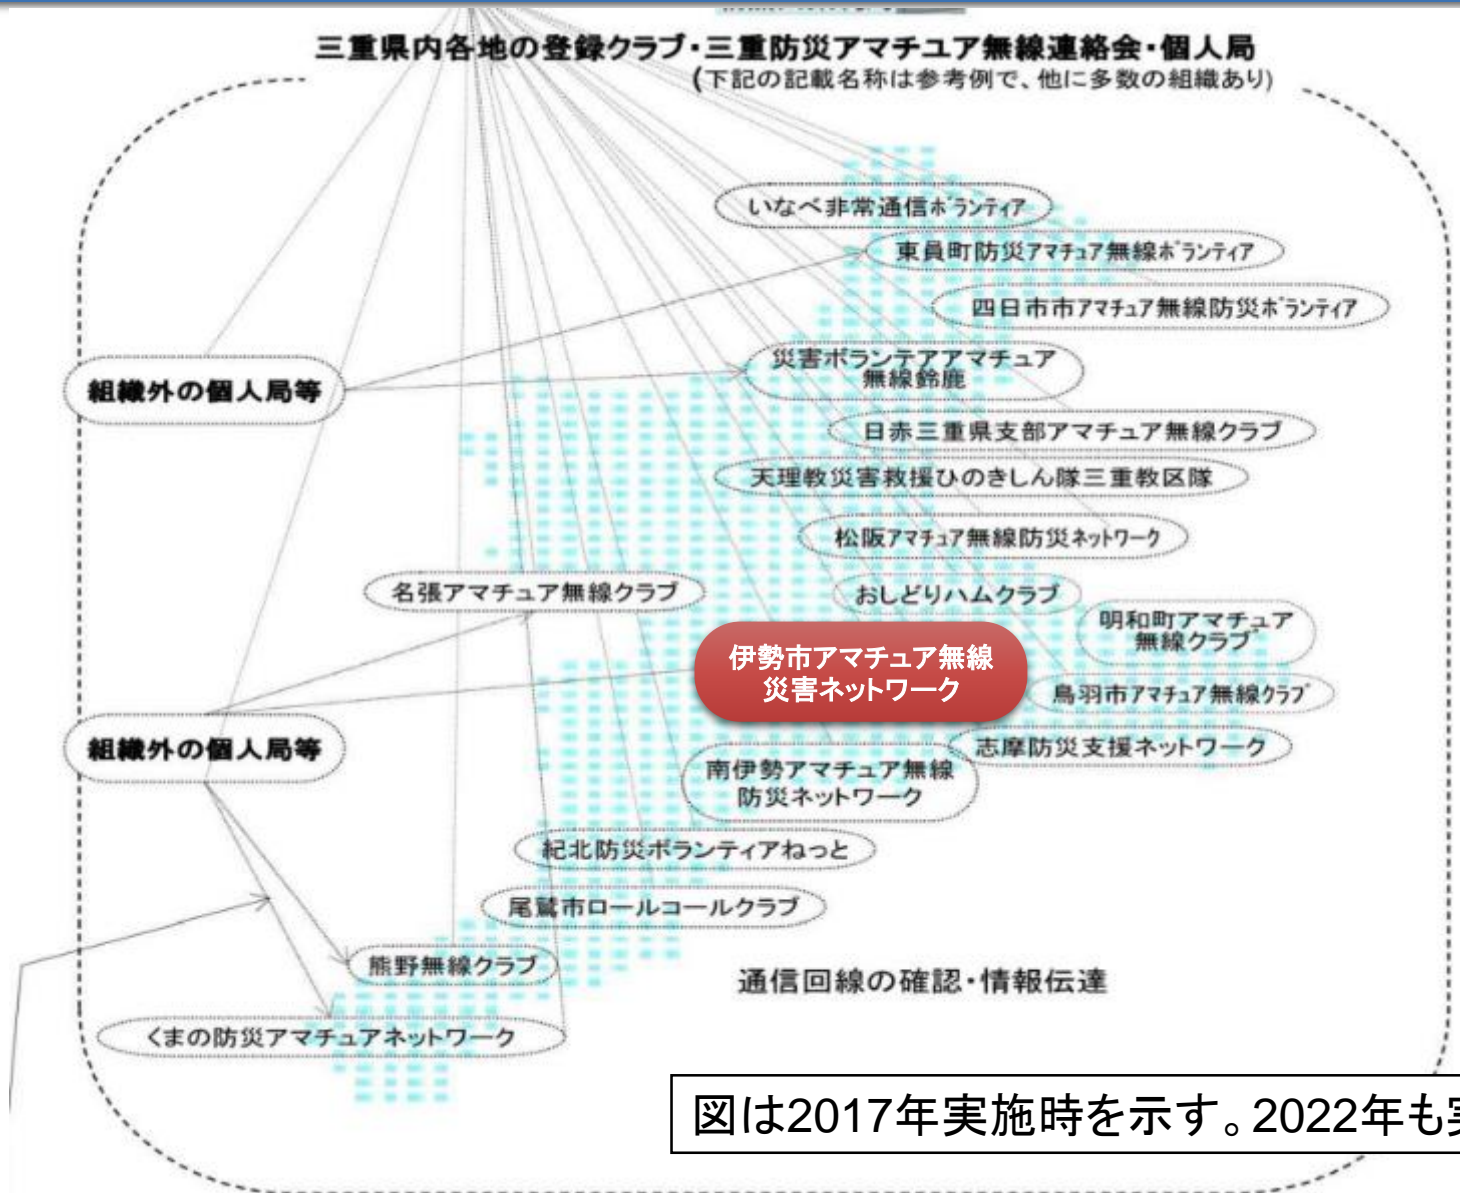 三重県内各地の登録クラブ・三重防災アマチュア無線連絡会・個人局
(下記の記載名称は参考例で、他に多数の組織あり)
いなべ非常通信ボランティア
東員町防災アマチュア無線ボランティア
四日市市アマチュア無線防災ボランティア
災害ボランテアアマチュア
無線鈴鹿
組織外の個人局等
日赤三重県支部アマチュア無線クラブ
天理教災害救援ひのきしん隊三重教区隊
松阪アマチュア無線防災ネットワーク
名張アマチュア無線クラブ
おしどりハムクラブ
明和町アマチュア
無線クラブ
伊勢市アマチュア無線
災害ネットワーク
鳥羽市アマチュア無線クラブ
組織外の個人局等
志摩防災支援ネットワーク
南伊勢アマチュア無線
防災ネットワーク
紀北防災ボランティアねっと
尾鷲市ロールコールクラブ
熊野無線クラブ
通信回線の確認・情報伝達
くまの防災アマチュアネットワーク
図は2017年実施時を示す。2022年も実